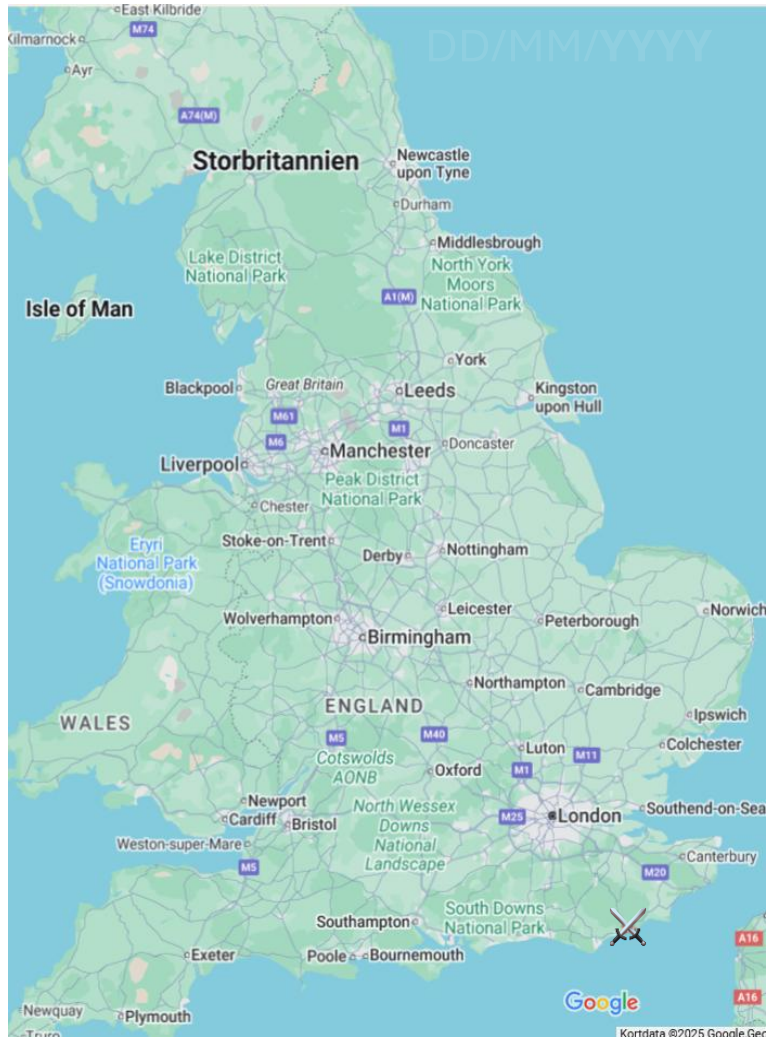 East Kilbride
M74
DD/MM/YYYY
Kilmarnock
Ayr
A74(M)
Storbritannien
Newcastle
upon Tyne
Durham
Middlesbrough
Lake District
National Park
North York
Moors
National Park
A1(M)
Isle of Man
York
Blackpool
Great Britain
Leeds
Kingston
upon Hull
M61
M6
M1
Doncaster
Manchester
Liverpool
Peak District
National Park
Chester
Stoke-on-Trent
Eryri
National Park
(Snowdonia)
Derby
Nottingham
Wolverhampton
Leicester
Peterborough
Norwich
Birmingham
Northampton
Cambridge
ENGLAND
WALES
Ipswich
M5
M40
Luton
M11
Colchester
Cotswolds
AONB
Oxford
M1
Newport
Cardiff
Bristol
North Wessex
Downs
National
Landscape
M25
London
Southend-on-Sea
Weston-super-Mare
M5
Canterbury
M20
Southampton
South Downs
National Park
A16
Exeter
Poole
Bournemouth
Google
A16
Newquay
Plymouth
Truro
Kortdata ©2025 Google Geo